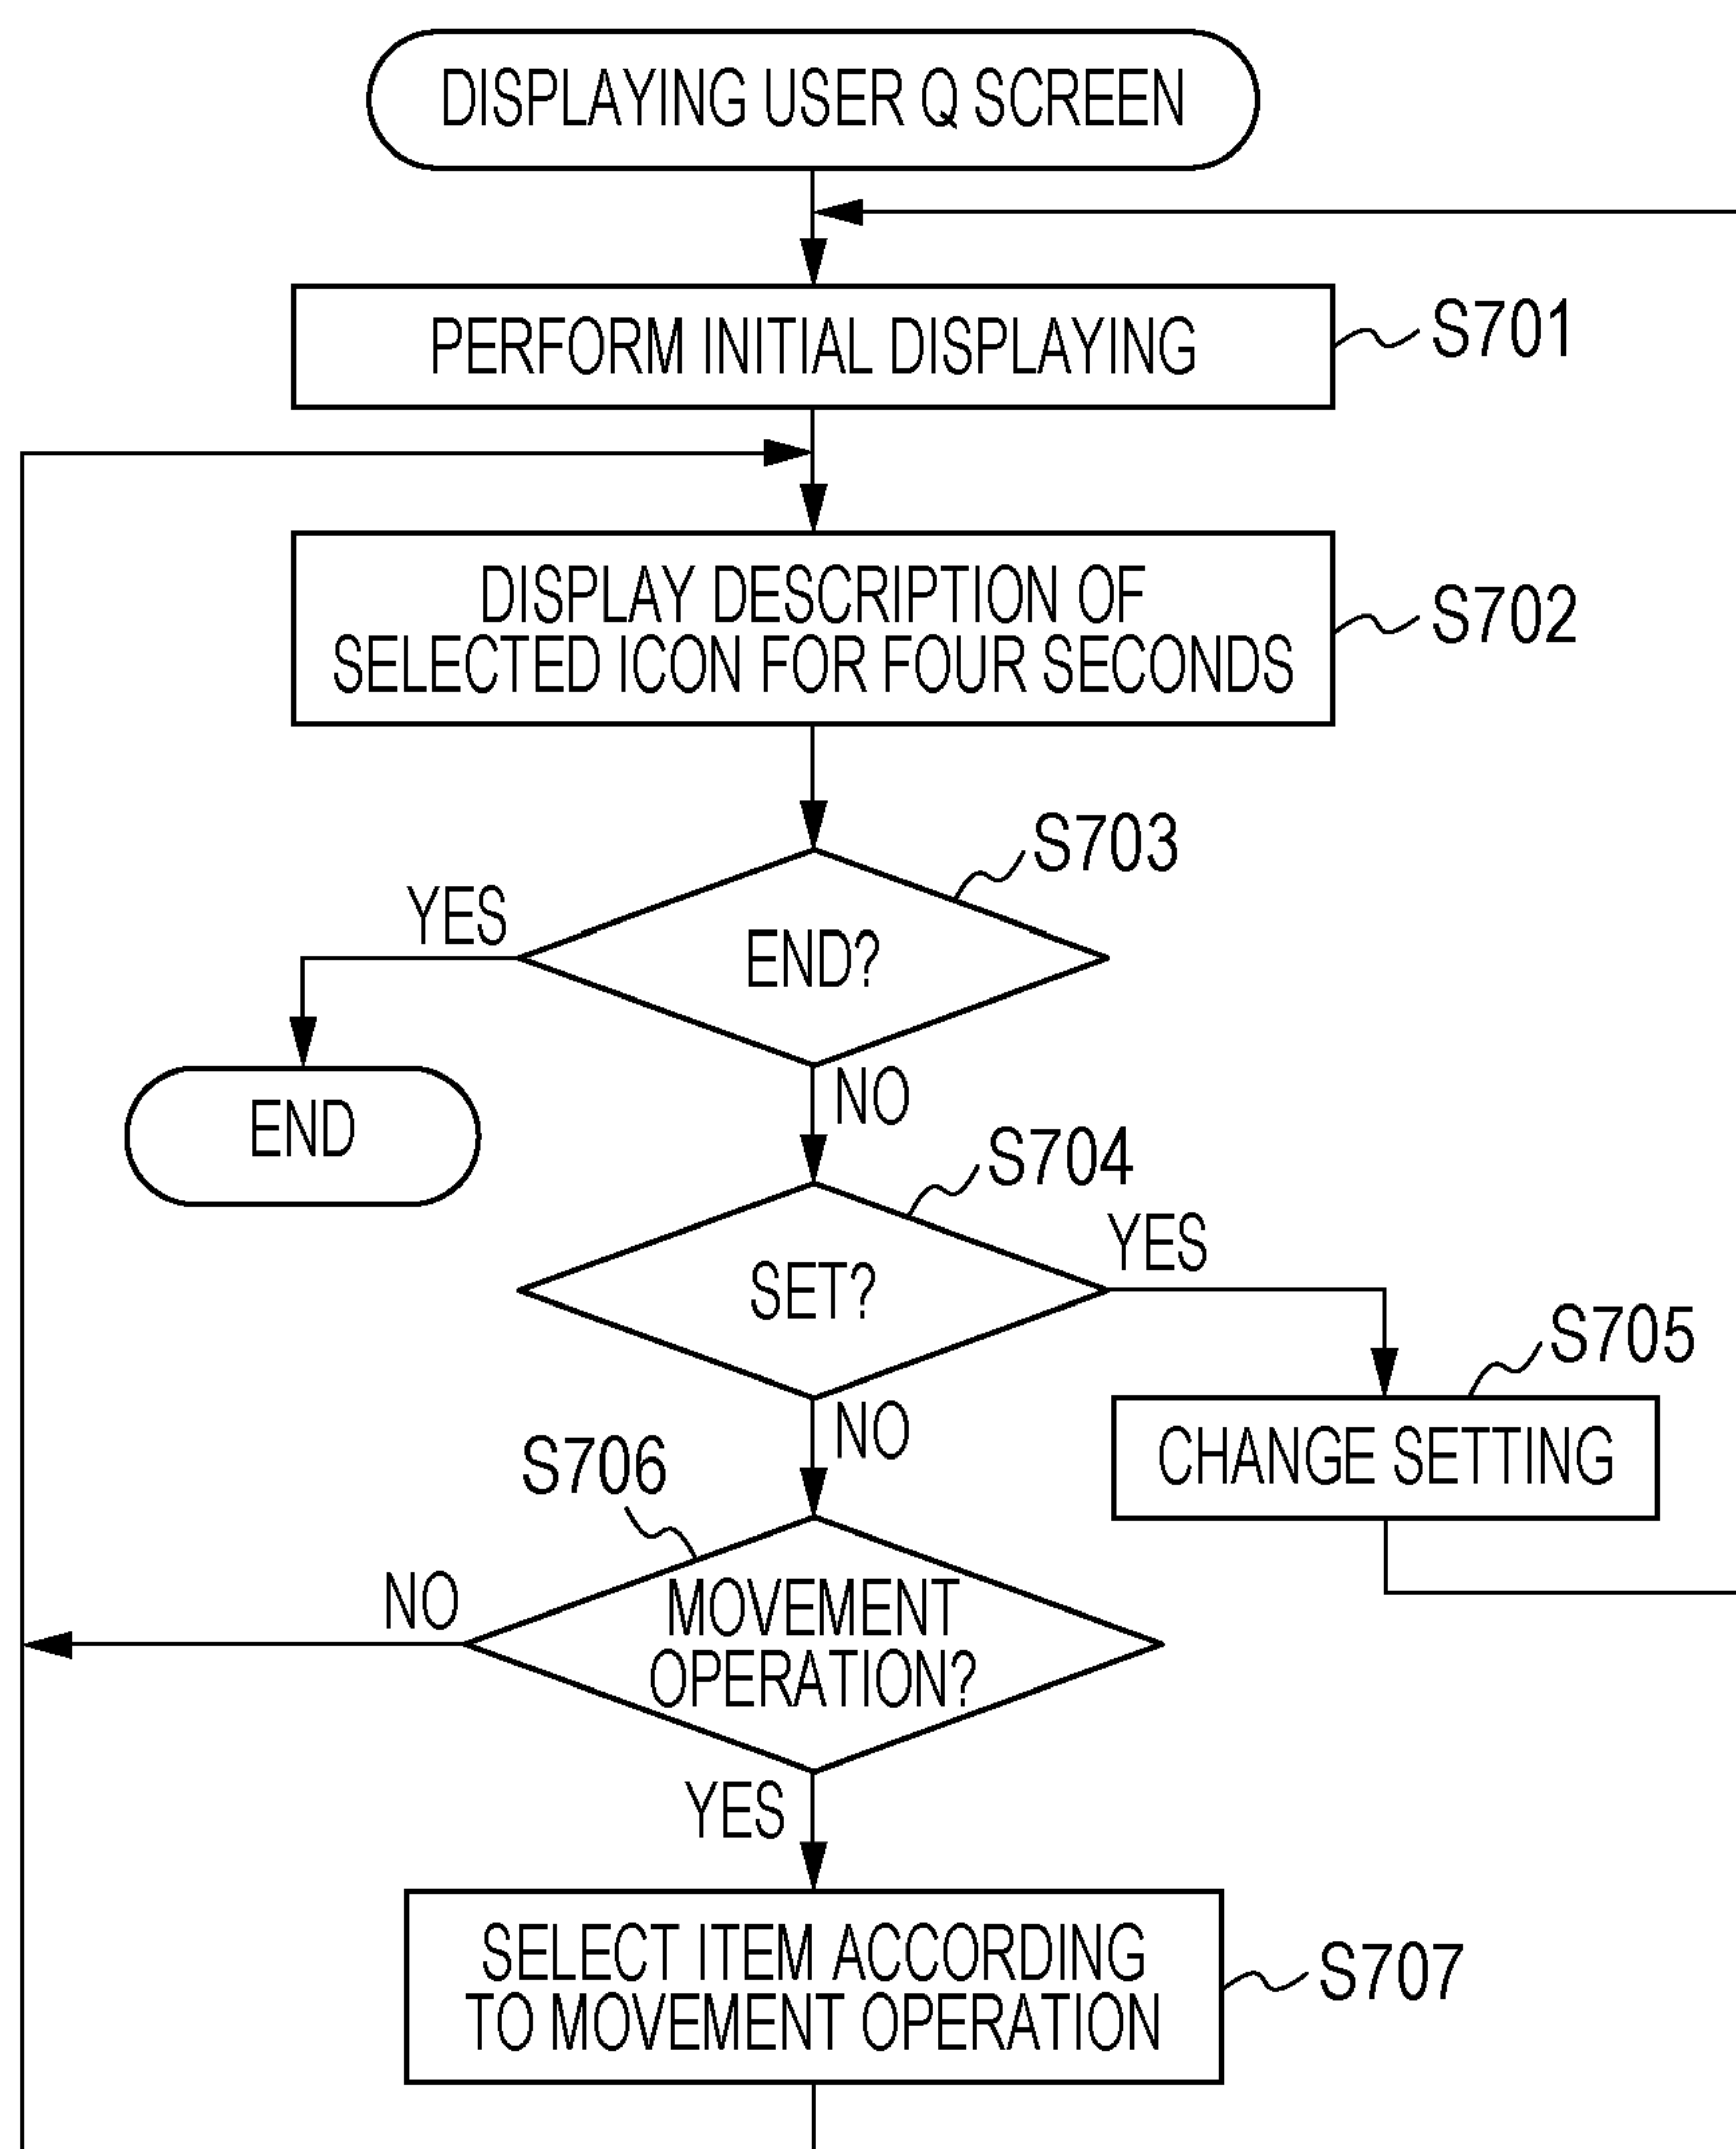 DISPLAYING USER Q SCREEN
PERFORM INITIAL DISPLAYING
S701
DISPLAY DESCRIPTION OF
SELECTED ICON FOR FOUR SECONDS
S702
S703
YES
END?
END
NO
S704
YES
SET?
S705
NO
CHANGE SETTING
S706
NO
MOVEMENT
OPERATION?
YES
SELECT ITEM ACCORDING
TO MOVEMENT OPERATION
S707